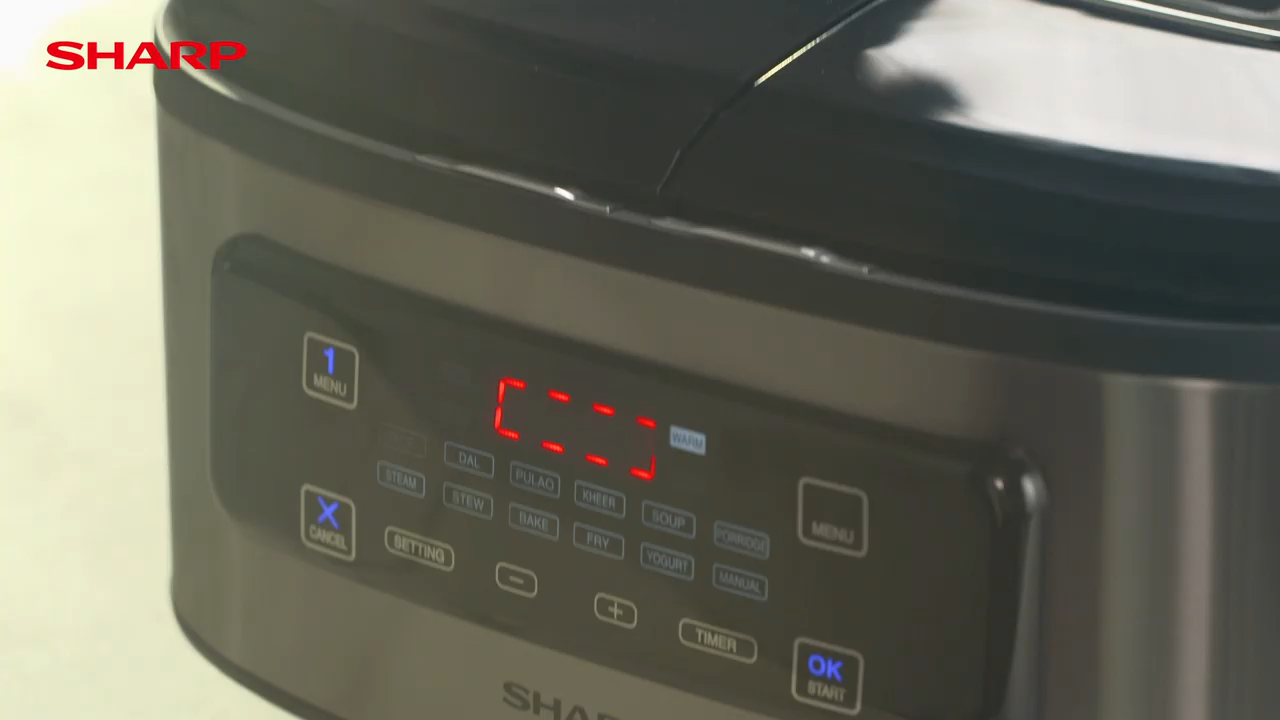 SHARP
1
MENU
WARM
DAL
PULAO
KHEER
SOUP
PORRIDGE
STEAM
STEW
BAKE
FRY
YOGURT
MANUAL
MENU
X
CANCEL
SETTING
−
+
TIMER
OK
START
SHA